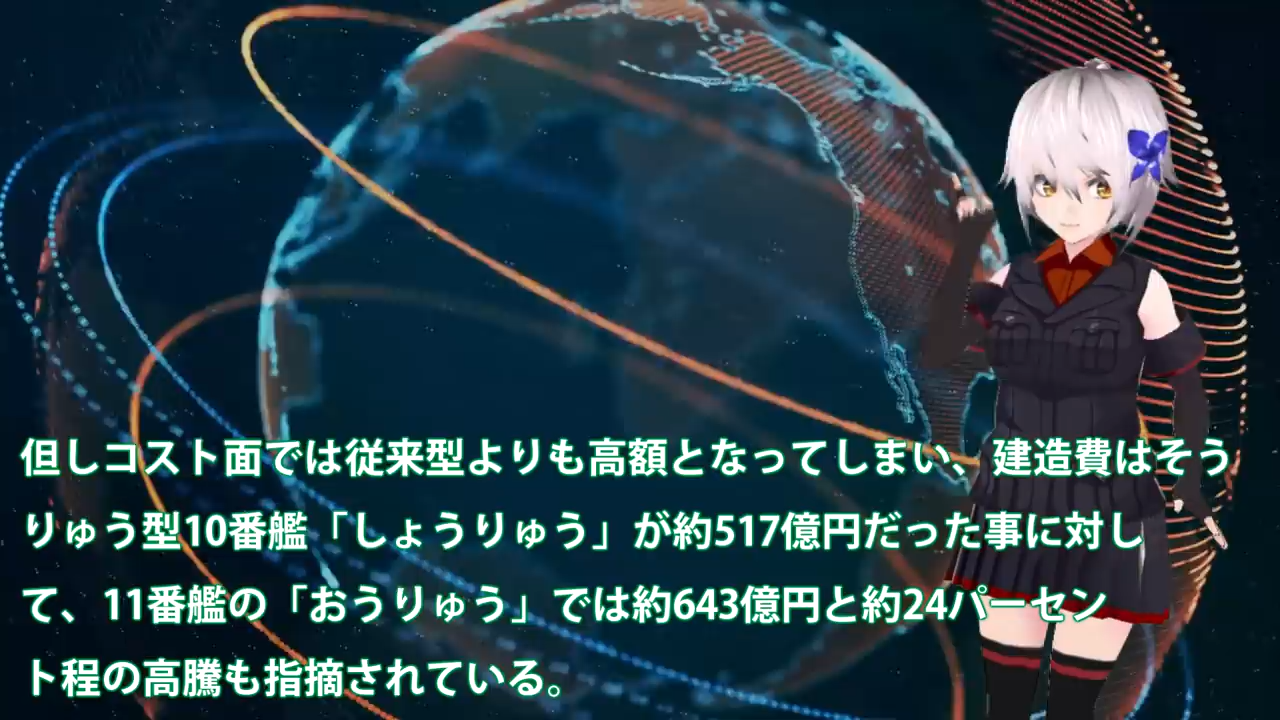 但しコスト面では従来型よりも高額となってしまい、建造費はそう
りゅう型10番艦「しょうりゅう」が約517億円だった事に対し
て、11番艦の「おうりゅう」では約643億円と約24パーセン
ト程の高騰も指摘されている。